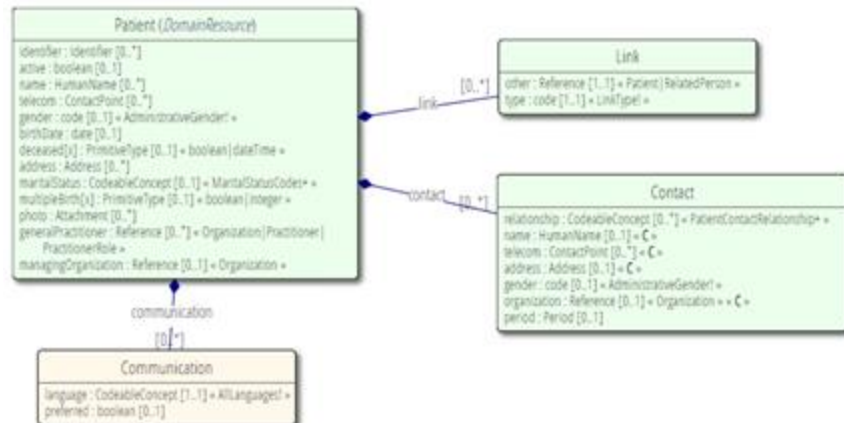 Patient (DomainResource)
identifier : Identifier [0..*]
active : boolean [0..1]
name : HumanName [0..*]
telecom : ContactPoint [0..*]
gender : code [0..1] « AdministrativeGender! »
birthDate : date [0..1]
deceased[x] : PrimitiveType [0..1] « boolean|dateTime »
address : Address [0..*]
maritalStatus : CodeableConcept [0..1] « MaritalStatusCodes+ »
multipleBirth[x] : PrimitiveType [0..1] « boolean|integer »
photo : Attachment [0..*]
generalPractitioner : Reference [0..*] « Organization|Practitioner|
PractitionerRole »
managingOrganization : Reference [0..1] « Organization »
link
[0..*]
Link
other : Reference [1..1] « Patient|RelatedPerson »
type : code [1..1] « LinkType! »
contact
[0..*]
Contact
relationship : CodeableConcept [0..*] « PatientContactRelationship+ »
name : HumanName [0..1] « C »
telecom : ContactPoint [0..*] « C »
address : Address [0..1] « C »
gender : code [0..1] « AdministrativeGender! »
organization : Reference [0..1] « Organization » « C »
period : Period [0..1]
communication
[0..*]
Communication
language : CodeableConcept [1..1] « AllLanguages! »
preferred : boolean [0..1]